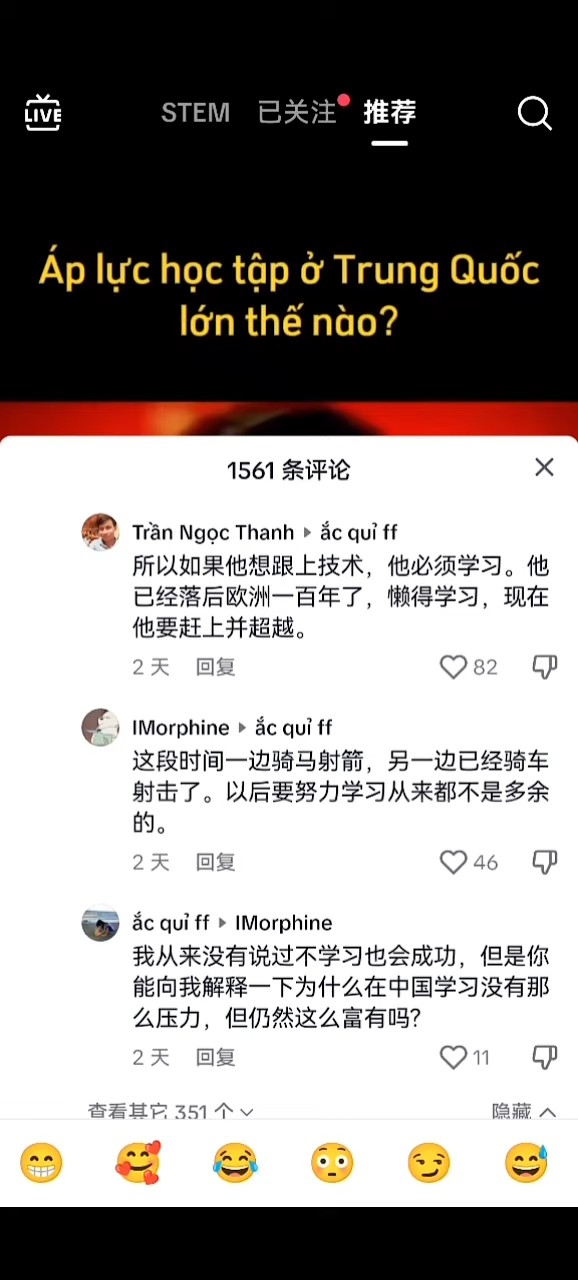 LIVE
STEM 已关注 推荐
Áp lực học tập ở Trung Quốc
lớn thế nào?
1561 条评论
Trần Ngọc Thanh ắc quỉ ff
所以如果他想跟上技术，他必须学习。他
已经落后欧洲一百年了，懒得学习，现在
他要赶上并超越。
2 天 回复 82
IMorphine ắc quỉ ff
这段时间一边骑马射箭，另一边已经骑车
射击了。以后要努力学习从来都不是多余
的。
2 天 回复 46
ắc quỉ ff IMorphine
我从来没有说过不学习也会成功，但是你
能向我解释一下为什么在中国学习没有那
么压力，但仍然这么富有吗?
2 天 回复 11
查看其它 351 个 隐藏